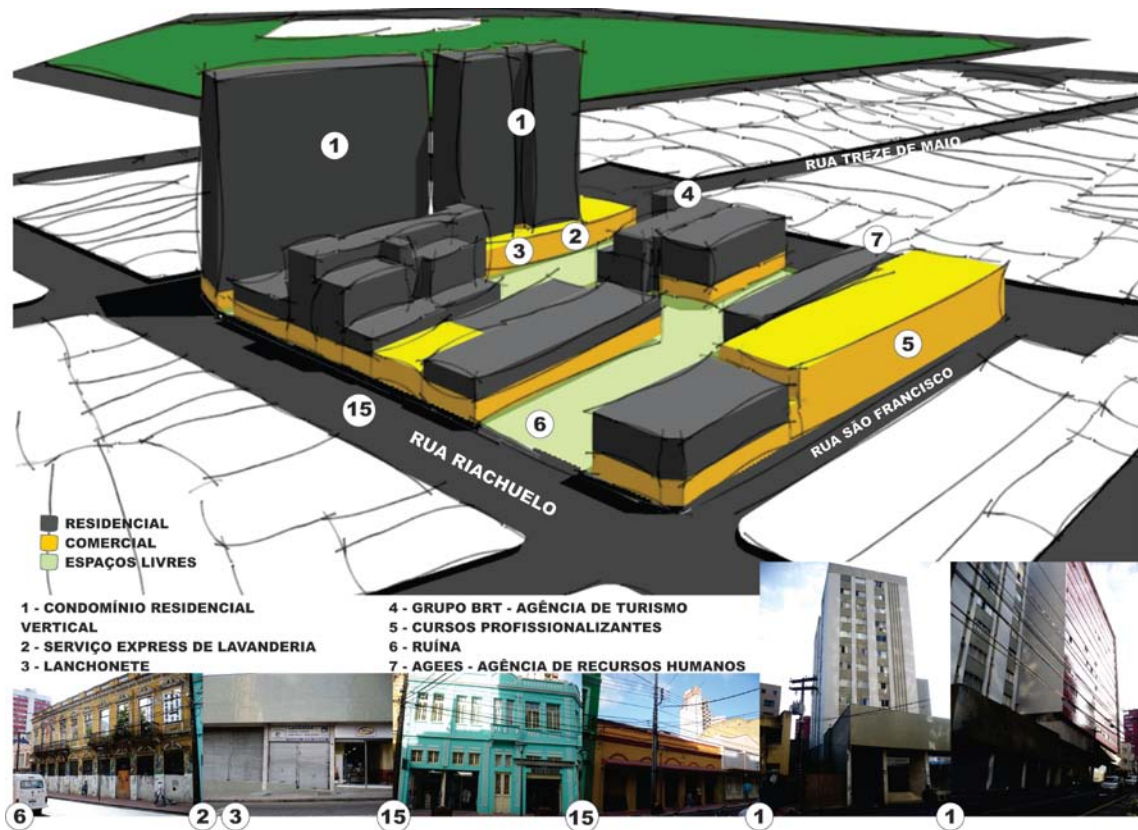 1
1
RUA TREZE DE MAIO
4
2
7
3
5
15
6
RUA RIACHUELO
RUA SÃO FRANCISCO
RESIDENCIAL
COMERCIAL
ESPAÇOS LIVRES
1 - CONDOMÍNIO RESIDENCIAL
VERTICAL
2 - SERVIÇO EXPRESS DE LAVANDERIA
3 - LANCHONETE
4 - GRUPO BRT - AGÊNCIA DE TURISMO
5 - CURSOS PROFISSIONALIZANTES
6 - RUÍNA
7 - AGEES - AGÊNCIA DE RECURSOS HUMANOS
6 2 3 15 15 1 1